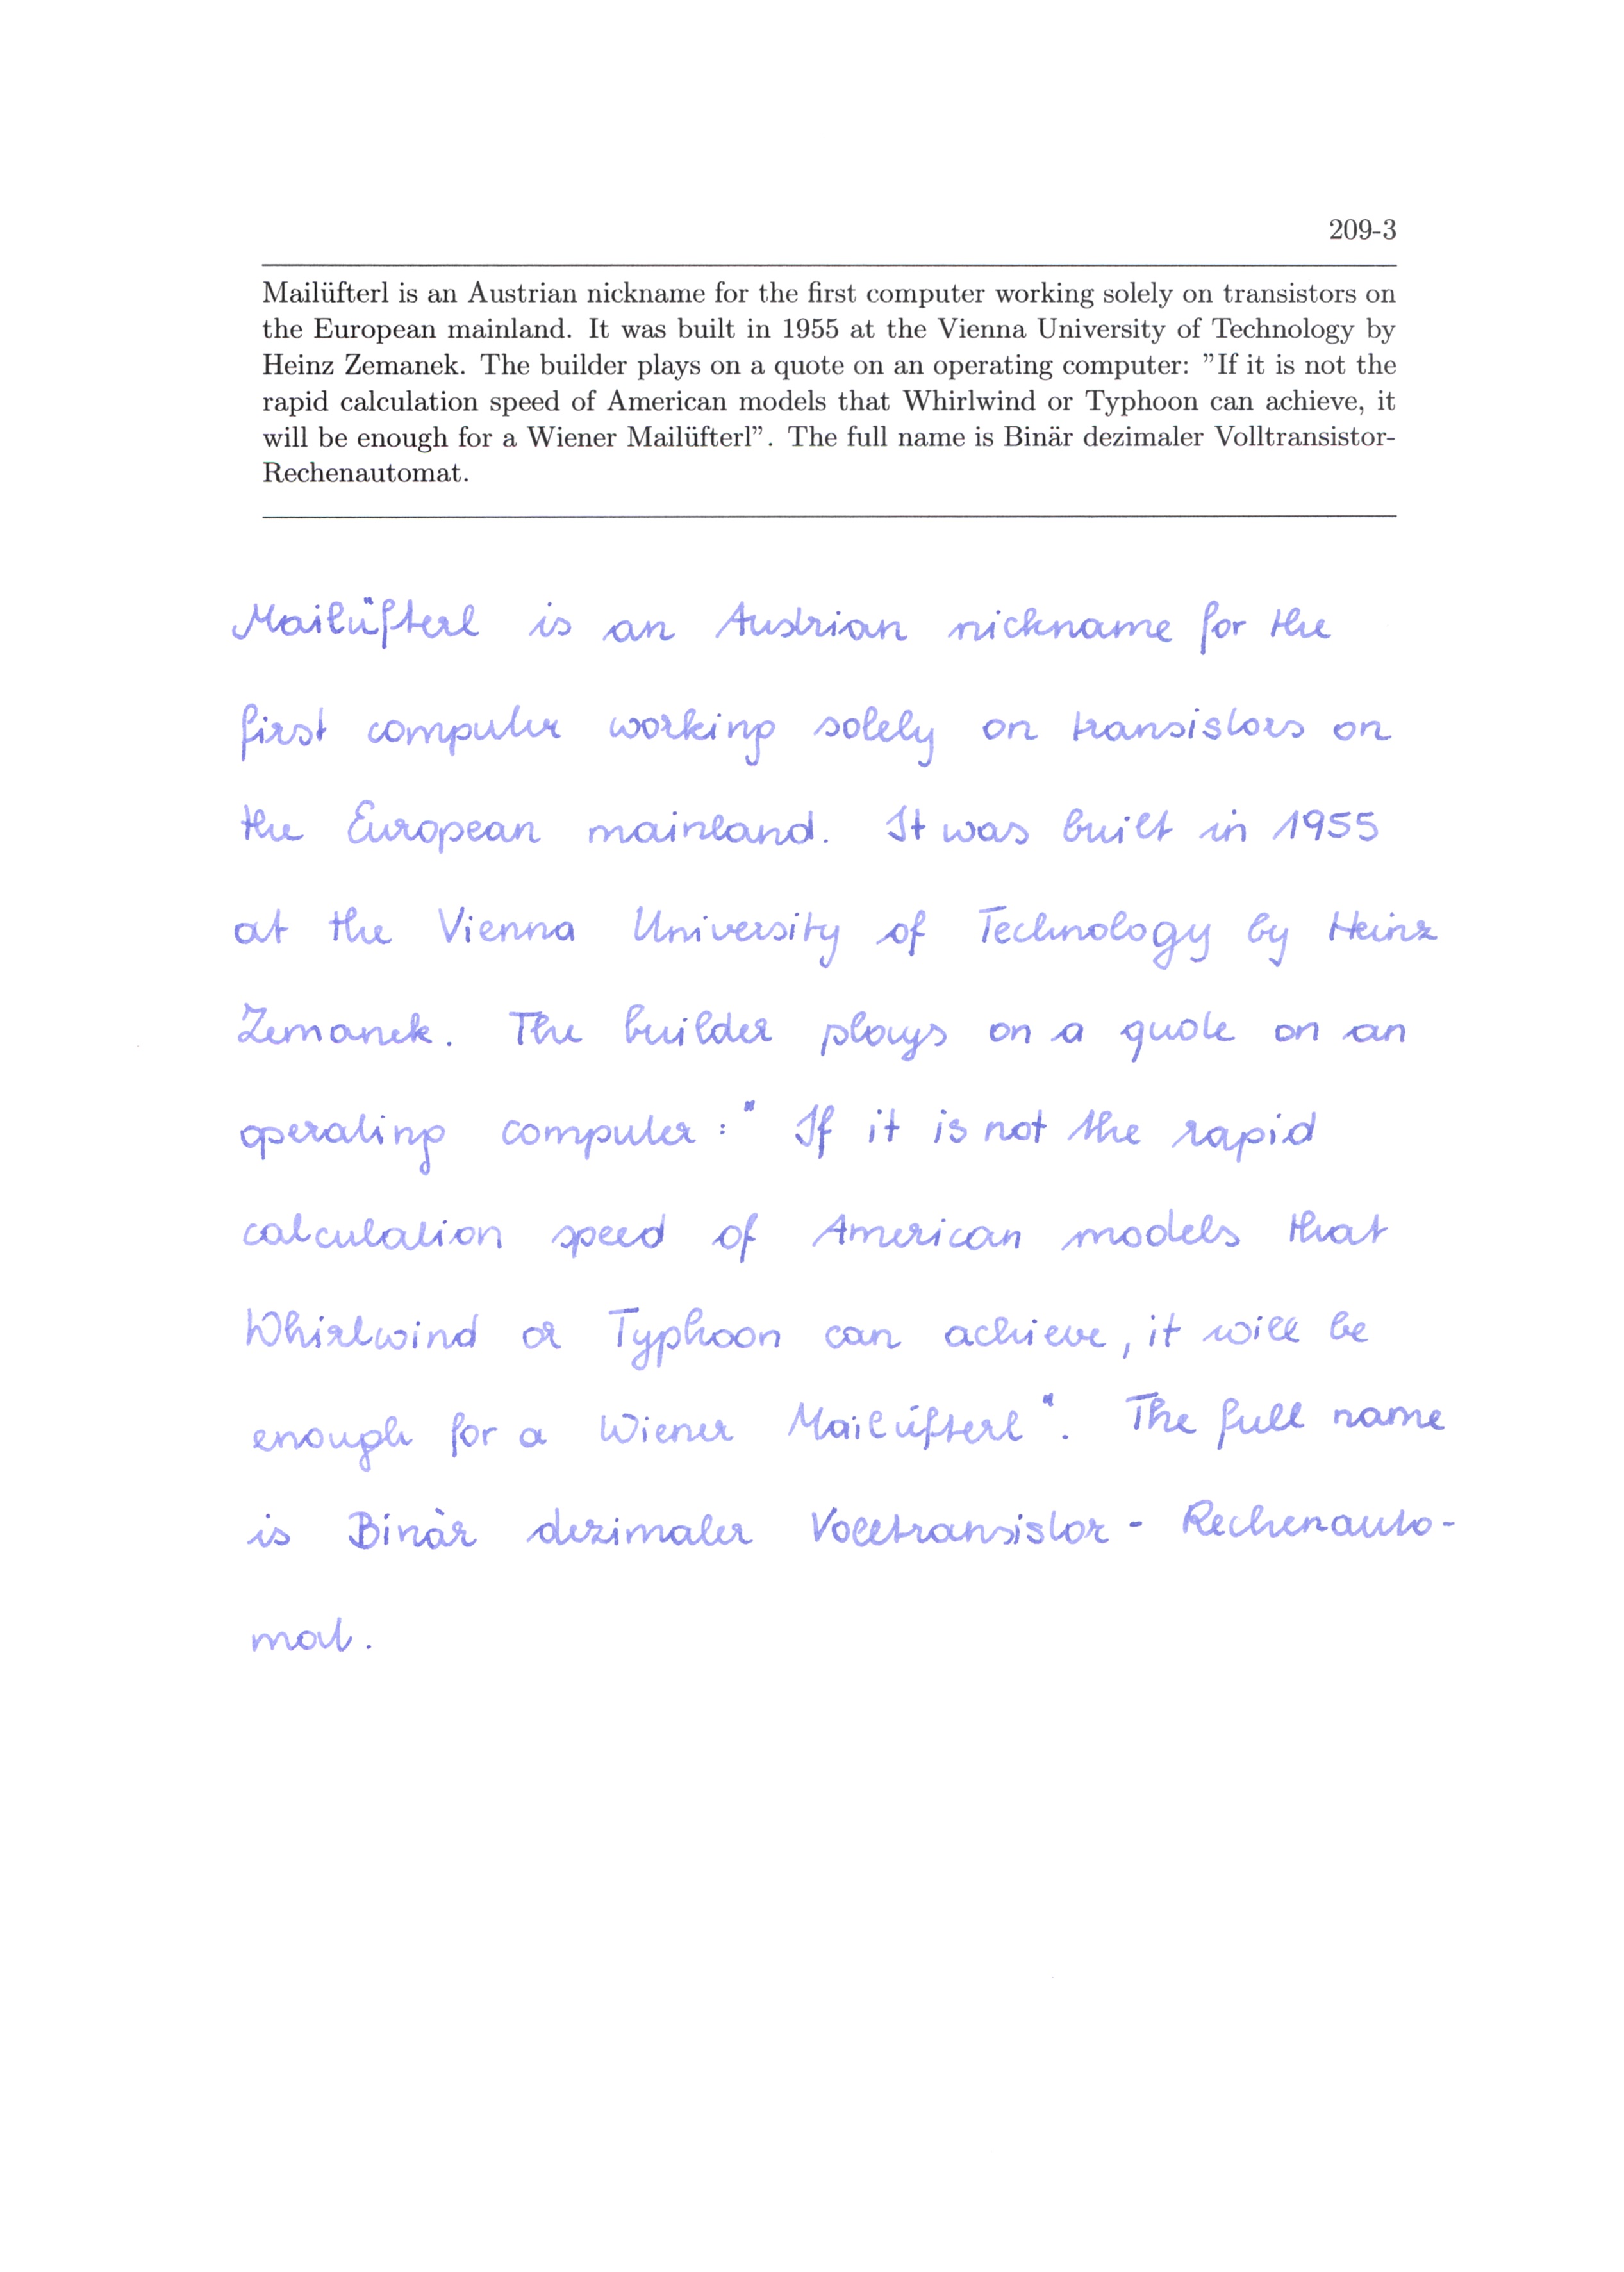 209-3
Mailüfterl is an Austrian nickname for the first computer working solely on transistors on
the European mainland. It was built in 1955 at the Vienna University of Technology by
Heinz Zemanek. The builder plays on a quote on an operating computer: ”If it is not the
rapid calculation speed of American models that Whirlwind or Typhoon can achieve, it
will be enough for a Wiener Mailüfterl”. The full name is Binär dezimaler Volltransistor-
Rechenautomat.
Mailüfterl is an Austrian nickname for the
first computer working solely on transistors on
the European mainland. It was built in 1955
at the Vienna University of Technology by Heinz
Zemanek. The builder plays on a quote on an
operating computer : " If it is not the rapid
calculation speed of American models that
Whirlwind or Typhoon can achieve, it will be
enough for a Wiener Mailüfterl". The full name
is Binär dezimaler Volltransistor - Rechenauto-
mat.